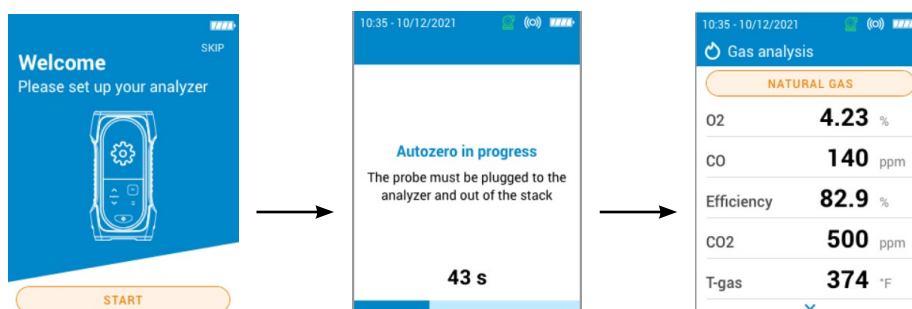 SKIP
Welcome
Please set up your analyzer
START
10:35 - 10/12/2021
Autozero in progress
The probe must be plugged to the
analyzer and out of the stack
43 s
10:35 - 10/12/2021
Gas analysis
NATURAL GAS
O2 4.23 %
CO 140 ppm
Efficiency 82.9 %
CO2 500 ppm
T-gas 374 °F